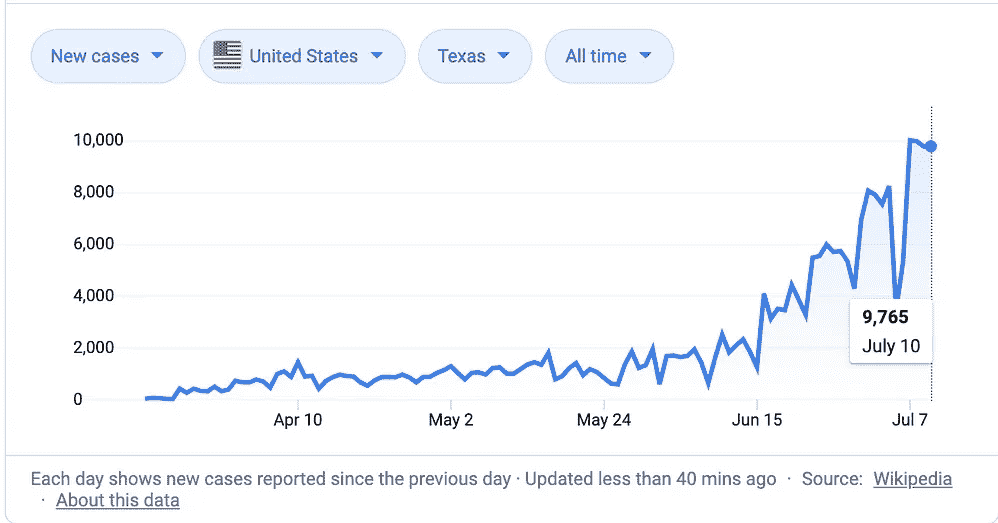 New cases United States Texas All time
10,000
8,000
6,000
4,000
2,000
0
9,765
July 10
Apr 10 May 2 May 24 Jun 15 Jul 7
Each day shows new cases reported since the previous day · Updated less than 40 mins ago · Source: Wikipedia
· About this data